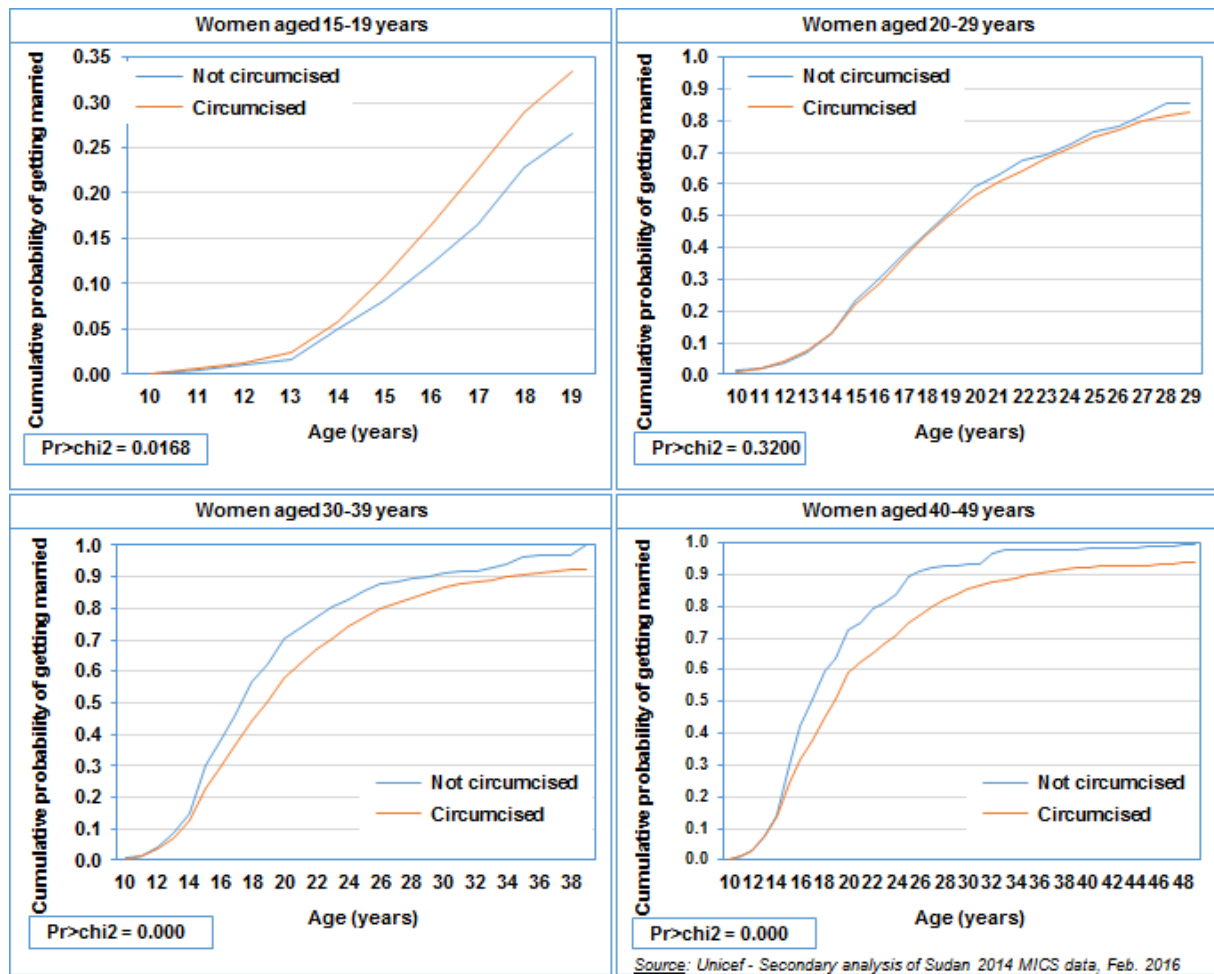 Women aged 15-19 years
Cumulative probability of getting married
0.35
0.30
0.25
0.20
0.15
0.10
0.05
0.00
Not circumcised
Circumcised
10 11 12 13 14 15 16 17 18 19
Age (years)
Pr>chi2 = 0.0168
Women aged 20-29 years
Cumulative probability of getting married
1.0
0.9
0.8
0.7
0.6
0.5
0.4
0.3
0.2
0.1
0.0
Not circumcised
Circumcised
10 11 12 13 14 15 16 17 18 19 20 21 22 23 24 25 26 27 28 29
Age (years)
Pr>chi2 = 0.3200
Women aged 30-39 years
Cumulative probability of getting married
1.0
0.9
0.8
0.7
0.6
0.5
0.4
0.3
0.2
0.1
0.0
Not circumcised
Circumcised
10 12 14 16 18 20 22 24 26 28 30 32 34 36 38
Age (years)
Pr>chi2 = 0.000
Women aged 40-49 years
Cumulative probability of getting married
1.0
0.9
0.8
0.7
0.6
0.5
0.4
0.3
0.2
0.1
0.0
Not circumcised
Circumcised
10 12 14 16 18 20 22 24 26 28 30 32 34 36 38 40 42 44 46 48
Age (years)
Pr>chi2 = 0.000
Source: Unicef - Secondary analysis of Sudan 2014 MICS data, Feb. 2016